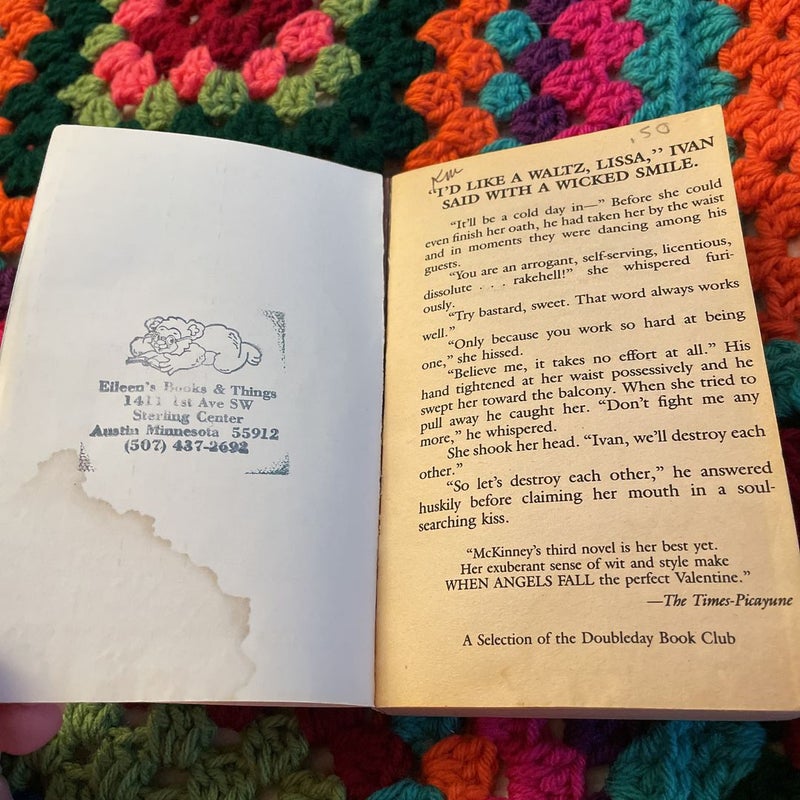 Eileen's Books & Things
1411 1st Ave SW
Sterling Center
Austin Minnesota 55912
(507) 437-2692
.50
Km
"I'D LIKE A WALTZ, LISSA," IVAN
SAID WITH A WICKED SMILE.
"It'll be a cold day in—" Before she could
even finish her oath, he had taken her by the waist
and in moments they were dancing among his
guests.
"You are an arrogant, self-serving, licentious,
dissolute . . . rakehell!" she whispered furi-
ously.
"Try bastard, sweet. That word always works
well."
"Only because you work so hard at being
one," she hissed.
"Believe me, it takes no effort at all." His
hand tightened at her waist possessively and he
swept her toward the balcony. When she tried to
pull away he caught her. "Don't fight me any
more," he whispered.
She shook her head. "Ivan, we'll destroy each
other."
"So let's destroy each other," he answered
huskily before claiming her mouth in a soul-
searching kiss.
"McKinney's third novel is her best yet.
Her exuberant sense of wit and style make
WHEN ANGELS FALL the perfect Valentine."
—The Times-Picayune
A Selection of the Doubleday Book Club